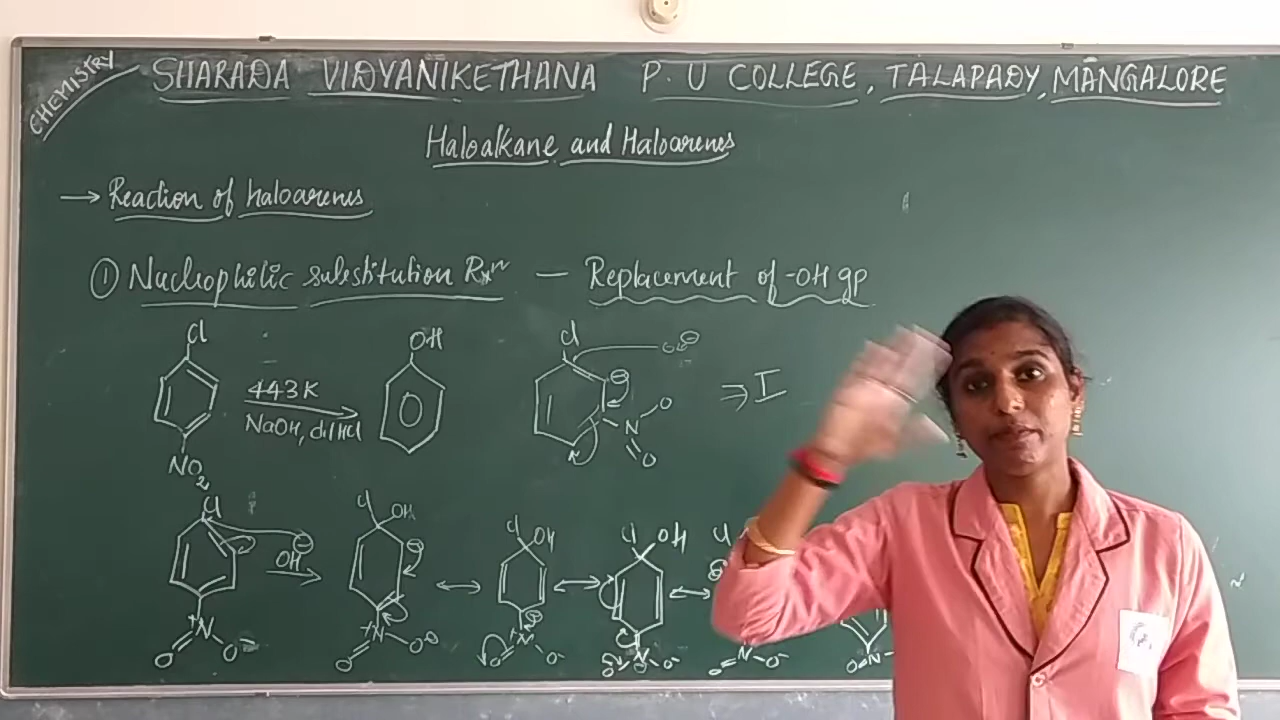 CHEMISTRY
SHARADA VIDYANIKETHANA P.U COLLEGE, TALAPADY, MANGALORE
Haloalkane and Haloarenes
→ Reaction of haloarenes
① Nucleophilic substitution Rxn — Replacement of -OH gp
Cl OH Cl OH⊖
443K
NaOH, dil HCl
⊖ N O O ⇒ I
NO2
Cl OH⊖ Cl OH Cl OH Cl OH Cl
N O O N O O N O O N O O N O O O N